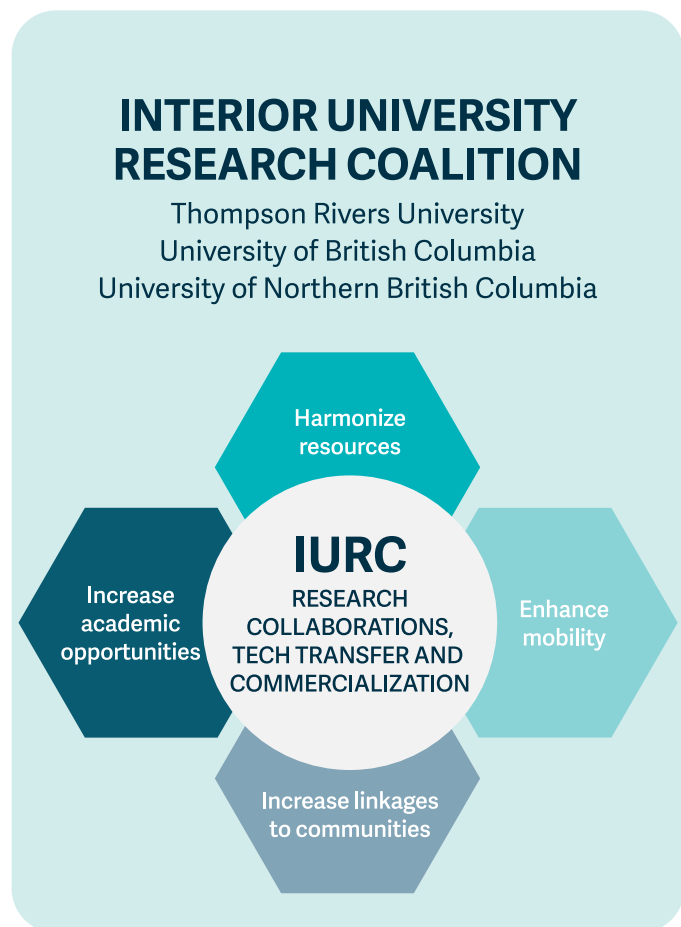 INTERIOR UNIVERSITY
RESEARCH COALITION
Thompson Rivers University
University of British Columbia
University of Northern British Columbia
Harmonize
resources
IURC
RESEARCH
COLLABORATIONS,
TECH TRANSFER AND
COMMERCIALIZATION
Increase
academic
opportunities
Enhance
mobility
Increase linkages
to communities